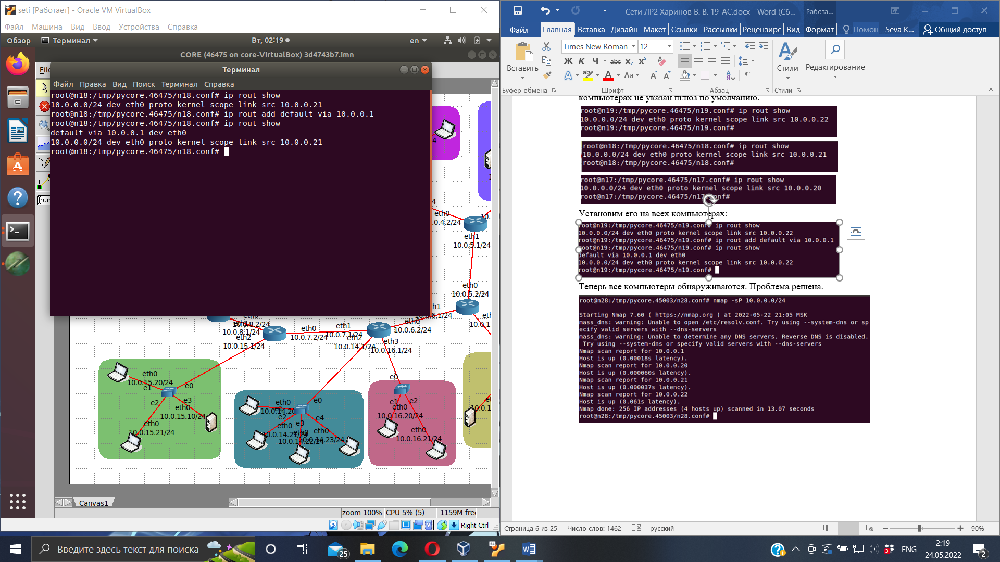 seti [Работает] - Oracle VM VirtualBox
Файл Машина Вид Ввод Устройства Справка
Обзор Терминал Вт, 02:19 en
CORE (46475 on core-VirtualBox) 3d4743b7.imn
File
Терминал
Файл Правка Вид Поиск Терминал Справка
root@n18:/tmp/pycore.46475/n18.conf# ip rout show
10.0.0.0/24 dev eth0 proto kernel scope link src 10.0.0.21
root@n18:/tmp/pycore.46475/n18.conf# ip rout add default via 10.0.0.1
root@n18:/tmp/pycore.46475/n18.conf# ip rout show
default via 10.0.0.1 dev eth0
10.0.0.0/24 dev eth0 proto kernel scope link src 10.0.0.21
root@n18:/tmp/pycore.46475/n18.conf#
eth0
.0.4.2/24
eth1
10.0.5.1/24
eth0
10.0.5.2/24
eth0
10.0.6.2/24
eth1
10.0.7.1/24
eth0
10.0.7.2/24
10.0.8.2/24
10.0.8.1/24
eth2
10.0.15.1/24
eth2
10.0.14.1/24
eth3
10.0.16.1/24
eth0
10.0.15.20/24
e1
e0
e2
e3
eth0
10.0.15.10/24
eth0
10.0.15.21/24
eth0
e0
e2
e3
e4
eth0
eth0
10.0.14.23/24
e0
e1
e2
eth0
10.0.16.20/24
eth0
10.0.16.21/24
Canvas1
zoom 100% CPU 5% (5) 1159M free
Right Ctrl
Сети ЛР2 Харинов В. В. 19-АС.docx - Word (Сб... Работа...
Файл Главная Вставка Дизайн Макет Ссылки Рассылки Рецензирс Вид Формат Помощ Seva K... Общий доступ
Times New Roman 12
Ж К Ч abc x₂ x²
Вставить
Стили
Редактирование
Буфер обмена Шрифт Абзац Стили
компьютерах не указан шлюз по умолчанию.
root@n19:/tmp/pycore.46475/n19.conf# ip rout show
10.0.0.0/24 dev eth0 proto kernel scope link src 10.0.0.22
root@n19:/tmp/pycore.46475/n19.conf#
root@n18:/tmp/pycore.46475/n18.conf# ip rout show
10.0.0.0/24 dev eth0 proto kernel scope link src 10.0.0.21
root@n18:/tmp/pycore.46475/n18.conf#
root@n17:/tmp/pycore.46475/n17.conf# ip rout show
10.0.0.0/24 dev eth0 proto kernel scope link src 10.0.0.20
root@n17:/tmp/pycore.46475/n17.conf#
Установим его на всех компьютерах:
root@n19:/tmp/pycore.46475/n19.conf# ip rout show
10.0.0.0/24 dev eth0 proto kernel scope link src 10.0.0.22
root@n19:/tmp/pycore.46475/n19.conf# ip rout add default via 10.0.0.1
root@n19:/tmp/pycore.46475/n19.conf# ip rout show
default via 10.0.0.1 dev eth0
10.0.0.0/24 dev eth0 proto kernel scope link src 10.0.0.22
root@n19:/tmp/pycore.46475/n19.conf#
Теперь все компьютеры обнаруживаются. Проблема решена.
root@n28:/tmp/pycore.45003/n28.conf# nmap -sP 10.0.0.0/24
Starting Nmap 7.60 ( https://nmap.org ) at 2022-05-22 21:05 MSK
mass_dns: warning: Unable to open /etc/resolv.conf. Try using --system-dns or sp
ecify valid servers with --dns-servers
mass_dns: warning: Unable to determine any DNS servers. Reverse DNS is disabled.
Try using --system-dns or specify valid servers with --dns-servers
Nmap scan report for 10.0.0.1
Host is up (0.00018s latency).
Nmap scan report for 10.0.0.20
Host is up (0.000060s latency).
Nmap scan report for 10.0.0.21
Host is up (0.000037s latency).
Nmap scan report for 10.0.0.22
Host is up (0.061s latency).
Nmap done: 256 IP addresses (4 hosts up) scanned in 13.07 seconds
root@n28:/tmp/pycore.45003/n28.conf#
Страница 6 из 25 Число слов: 1462 русский 90%
Введите здесь текст для поиска
25
ENG
2:19
24.05.2022
2